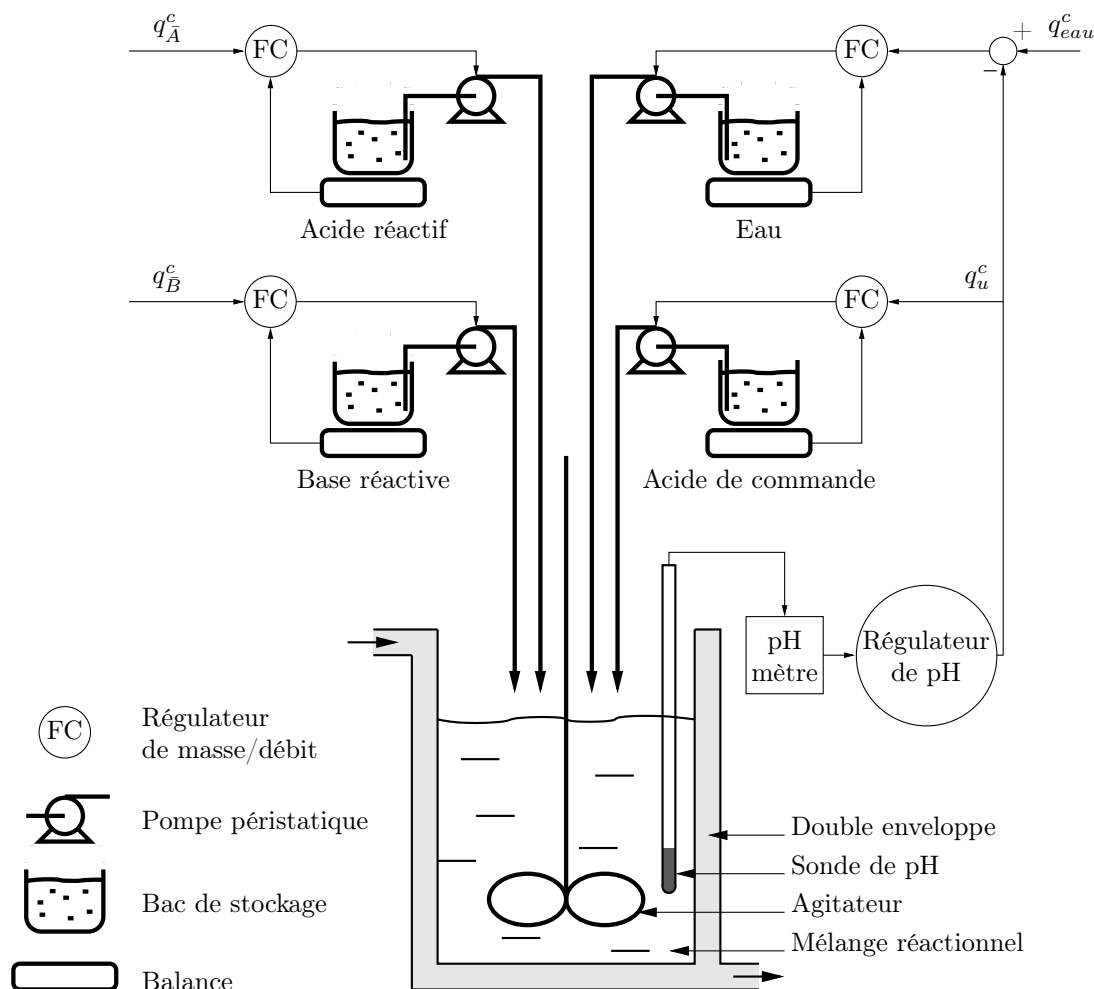 q^c_Ā
FC
FC
+
q^c_eau
−
Acide réactif
Eau
q^c_B̄
FC
FC
q^c_u
Base réactive
Acide de commande
pH
mètre
Régulateur
de pH
FC
Régulateur
de masse/débit
Pompe péristatique
Bac de stockage
Balance
Double enveloppe
Sonde de pH
Agitateur
Mélange réactionnel